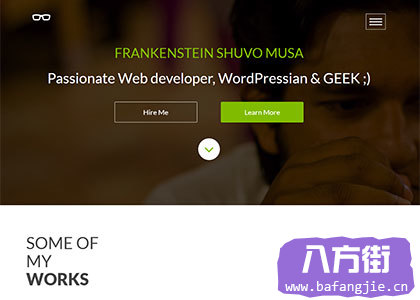 FRANKENSTEIN SHUVO MUSA
Passionate Web developer, WordPressian & GEEK ;)
Hire Me
Learn More
SOME OF
MY
WORKS
八方街
www.bafangjie.cn